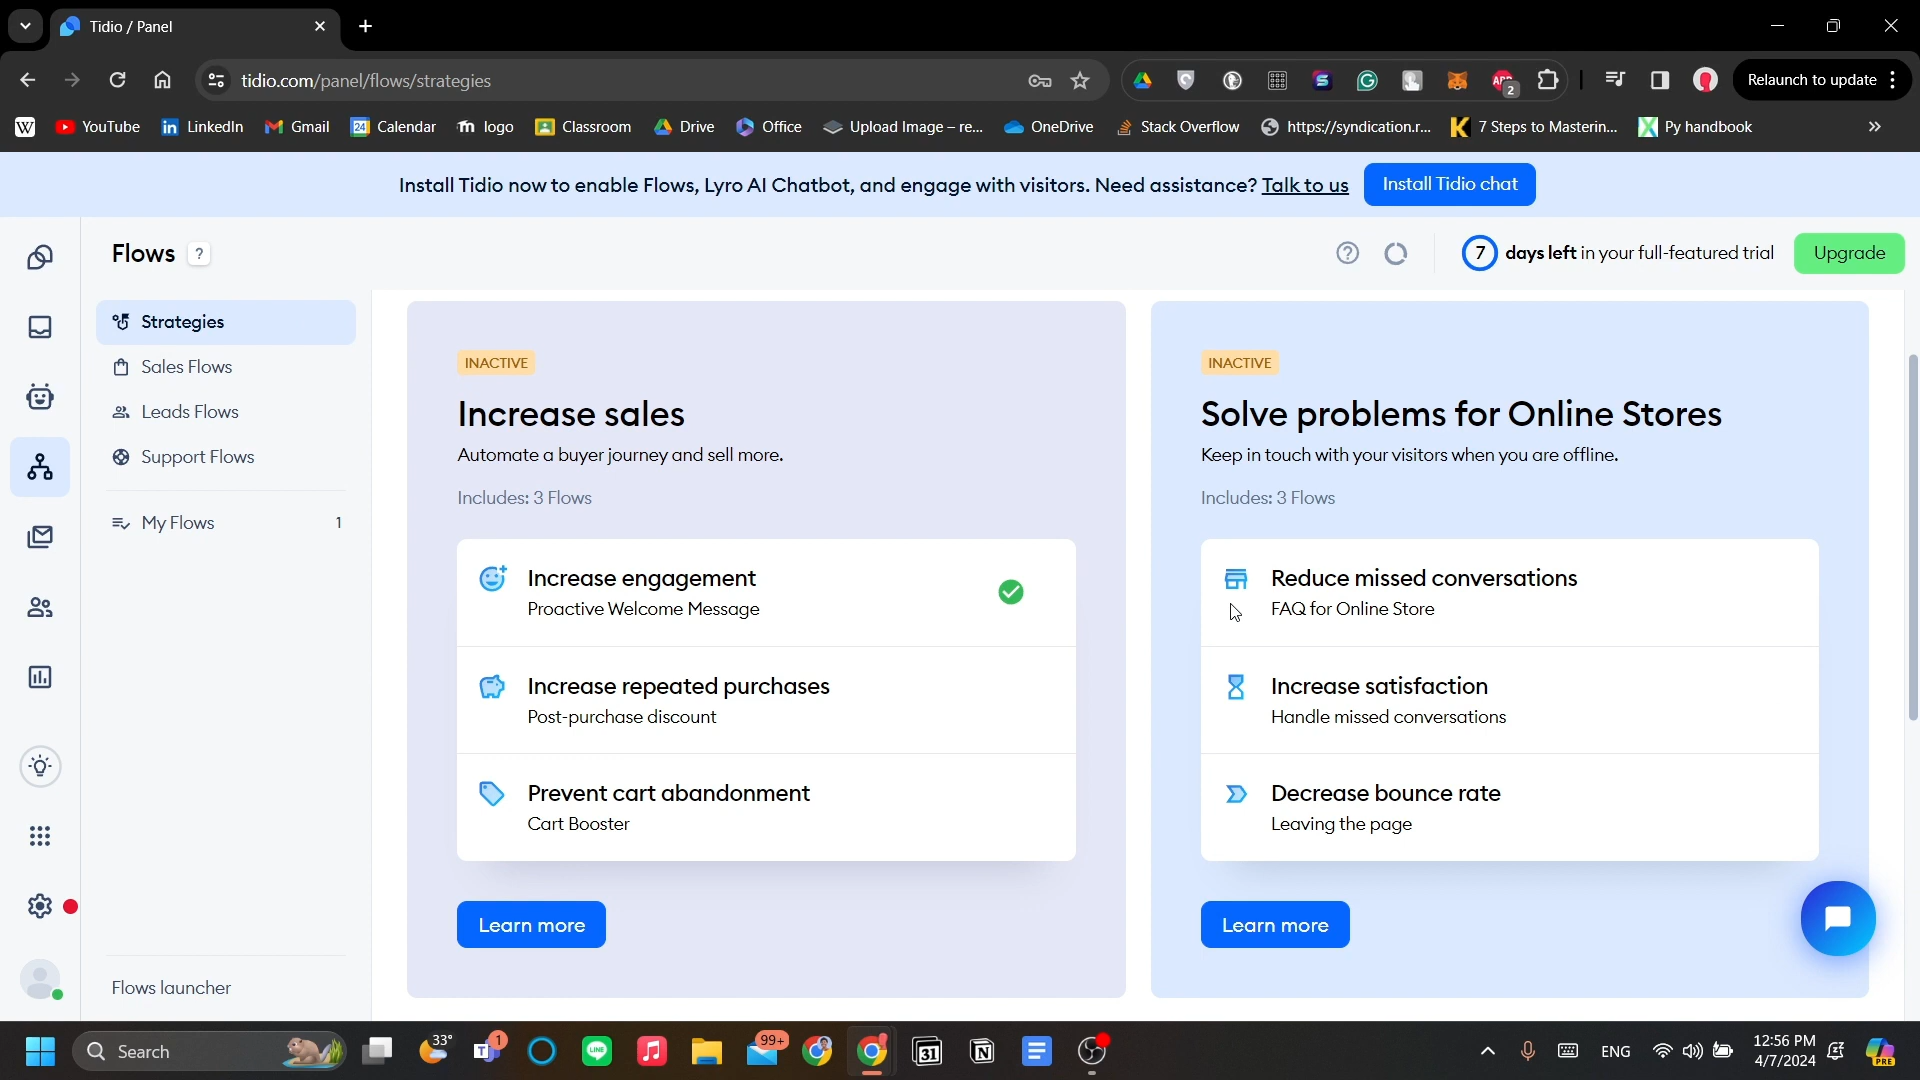 Tidio / Panel
tidio.com/panel/flows/strategies
2
Relaunch to update
YouTube
LinkedIn
Gmail
Calendar
logo
Classroom
Drive
Office
Upload Image – re...
OneDrive
Stack Overflow
https://syndication.r...
7 Steps to Masterin...
Py handbook
Install Tidio now to enable Flows, Lyro AI Chatbot, and engage with visitors. Need assistance? Talk to us
Install Tidio chat
Flows ?
7 days left in your full-featured trial
Upgrade
Strategies
Sales Flows
Leads Flows
Support Flows
My Flows 1
Flows launcher
INACTIVE
Increase sales
Automate a buyer journey and sell more.
Includes: 3 Flows
Increase engagement
Proactive Welcome Message
Increase repeated purchases
Post-purchase discount
Prevent cart abandonment
Cart Booster
Learn more
INACTIVE
Solve problems for Online Stores
Keep in touch with your visitors when you are offline.
Includes: 3 Flows
Reduce missed conversations
FAQ for Online Store
Increase satisfaction
Handle missed conversations
Decrease bounce rate
Leaving the page
Learn more
Search
33°
1
99+
31
ENG
12:56 PM
4/7/2024
PRE